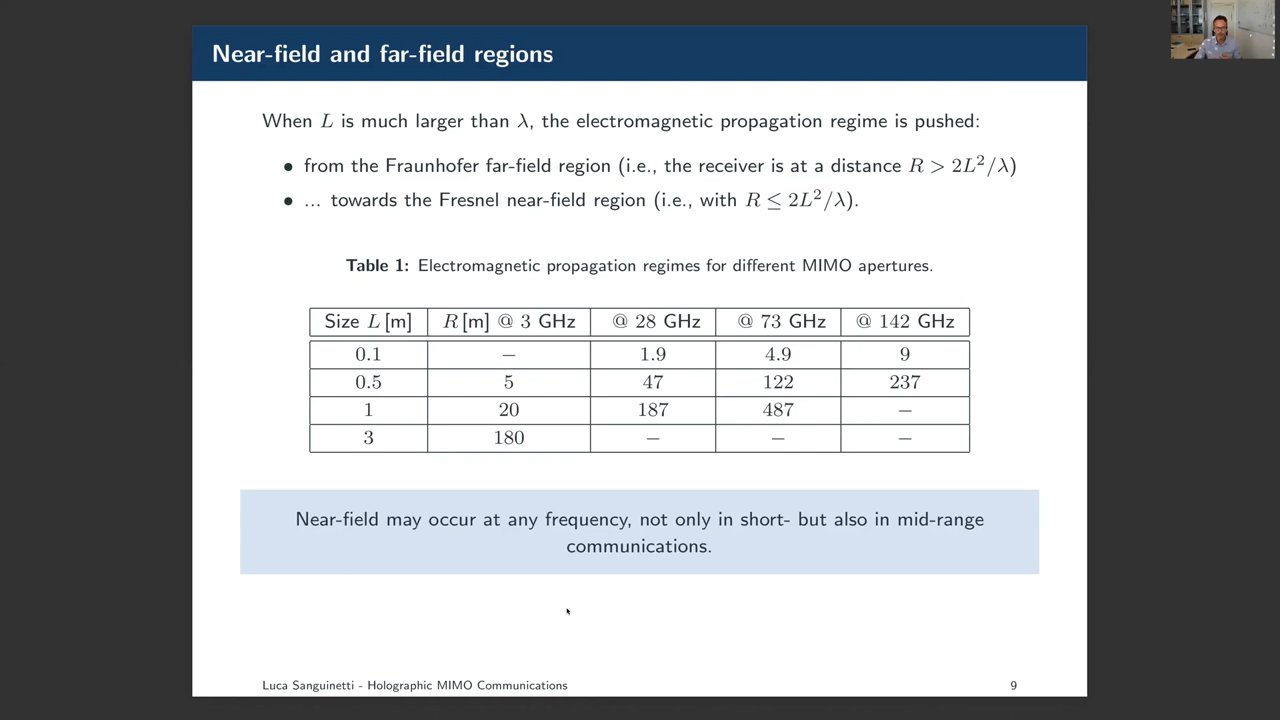 Near-field and far-field regions
When L is much larger than λ, the electromagnetic propagation regime is pushed:
• from the Fraunhofer far-field region (i.e., the receiver is at a distance R > 2L²/λ)
• ... towards the Fresnel near-field region (i.e., with R ≤ 2L²/λ).
Table 1: Electromagnetic propagation regimes for different MIMO apertures.
Size L [m] R [m] @ 3 GHz @ 28 GHz @ 73 GHz @ 142 GHz
0.1 – 1.9 4.9 9
0.5 5 47 122 237
1 20 187 487 –
3 180 – – –
Near-field may occur at any frequency, not only in short- but also in mid-range
communications.
Luca Sanguinetti - Holographic MIMO Communications 9